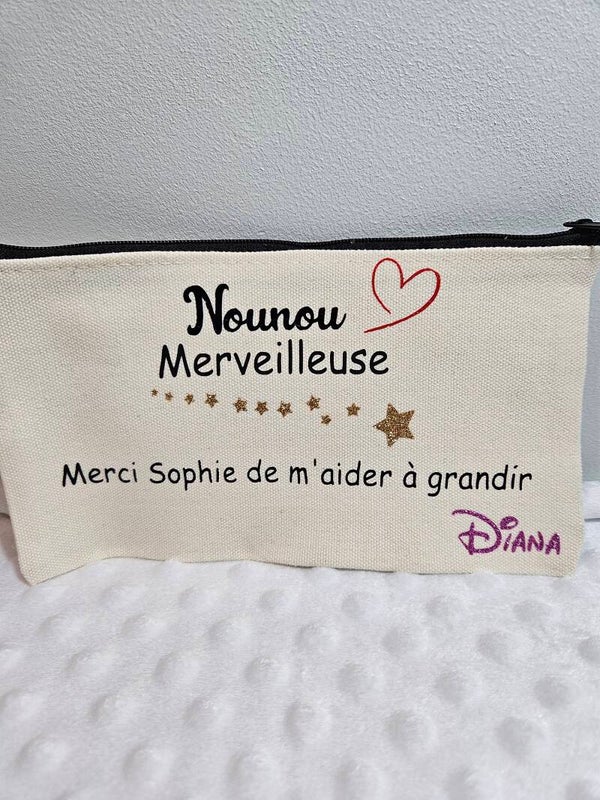 Nounou
Merveilleuse
Merci Sophie de m'aider à grandir
DIANA